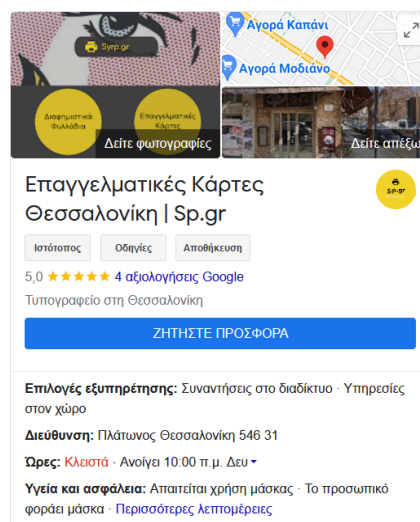 Syrp.gr
Διαφημιστικά
Φυλλάδια
Επαγγελματικές
Κάρτες
Δείτε φωτογραφίες
Αγορά Καπάνι
Αγορά Μοδιάνο
Δείτε απέξω
Επαγγελματικές Κάρτες
Θεσσαλονίκη | Sp.gr
Ιστότοπος
Οδηγίες
Αποθήκευση
5,0 ★★★★★ 4 αξιολογήσεις Google
Τυπογραφείο στη Θεσσαλονίκη
ΖΗΤΗΣΤΕ ΠΡΟΣΦΟΡΑ
Επιλογές εξυπηρέτησης: Συναντήσεις στο διαδίκτυο · Υπηρεσίες
στον χώρο
Διεύθυνση: Πλάτωνος Θεσσαλονίκη 546 31
Ώρες: Κλειστά · Ανοίγει 10:00 π.μ. Δευ
Υγεία και ασφάλεια: Απαιτείται χρήση μάσκας · Το προσωπικό
φοράει μάσκα · Περισσότερες λεπτομέρειες